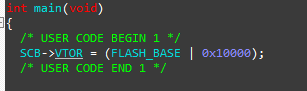 int main(void)
{
/* USER CODE BEGIN 1 */
SCB->VTOR = (FLASH_BASE | 0x10000);
/* USER CODE END 1 */